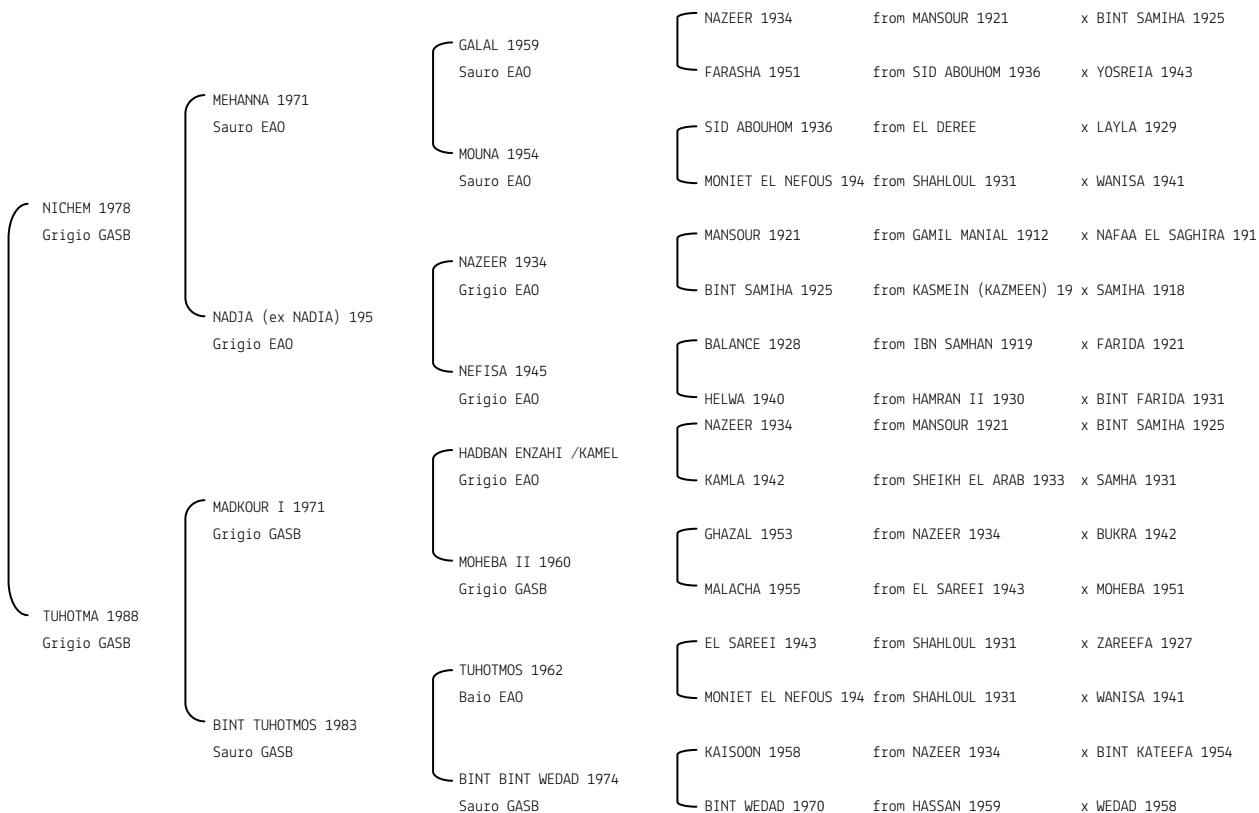 NAZEER 1934 from MANSOUR 1921 x BINT SAMIHA 1925
GALAL 1959
Sauro EAO
FARASHA 1951 from SID ABOUHOM 1936 x YOSREIA 1943
MEHANNA 1971
Sauro EAO
SID ABOUHOM 1936 from EL DEREE x LAYLA 1929
MOUNA 1954
Sauro EAO
MONIET EL NEFOUS 194 from SHAHLOUL 1931 x WANISA 1941
NICHEM 1978
Grigio GASB
MANSOUR 1921 from GAMIL MANIAL 1912 x NAFAA EL SAGHIRA 191
NAZEER 1934
Grigio EAO
BINT SAMIHA 1925 from KASMEIN (KAZMEEN) 19 x SAMIHA 1918
NADJA (ex NADIA) 195
Grigio EAO
BALANCE 1928 from IBN SAMHAN 1919 x FARIDA 1921
NEFISA 1945
Grigio EAO
HELWA 1940 from HAMRAN II 1930 x BINT FARIDA 1931
NAZEER 1934 from MANSOUR 1921 x BINT SAMIHA 1925
HADBAN ENZAHI /KAMEL
Grigio EAO
KAMLA 1942 from SHEIKH EL ARAB 1933 x SAMHA 1931
MADKOUR I 1971
Grigio GASB
GHAZAL 1953 from NAZEER 1934 x BUKRA 1942
MOHEBA II 1960
Grigio GASB
MALACHA 1955 from EL SAREEI 1943 x MOHEBA 1951
TUHOTMA 1988
Grigio GASB
EL SAREEI 1943 from SHAHLOUL 1931 x ZAREEFA 1927
TUHOTMOS 1962
Baio EAO
MONIET EL NEFOUS 194 from SHAHLOUL 1931 x WANISA 1941
BINT TUHOTMOS 1983
Sauro GASB
KAISOON 1958 from NAZEER 1934 x BINT KATEEFA 1954
BINT BINT WEDAD 1974
Sauro GASB
BINT WEDAD 1970 from HASSAN 1959 x WEDAD 1958